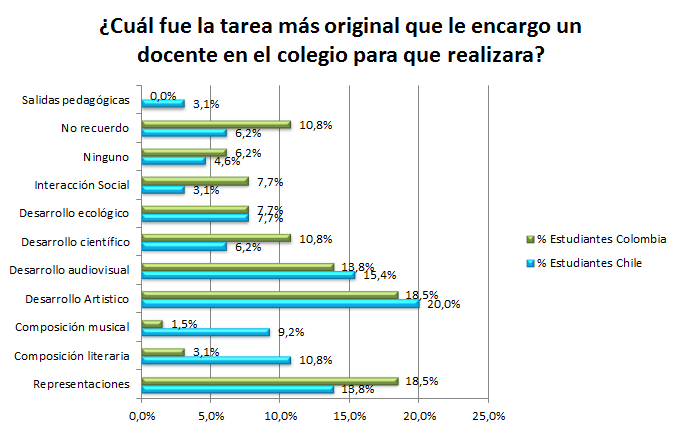 ¿Cuál fue la tarea más original que le encargo un
docente en el colegio para que realizara?
Salidas pedagógicas
0,0%
3,1%
No recuerdo
10,8%
6,2%
Ninguno
6,2%
4,6%
Interacción Social
7,7%
3,1%
Desarrollo ecológico
7,7%
7,7%
Desarrollo científico
10,8%
6,2%
Desarrollo audiovisual
13,8%
15,4%
Desarrollo Artistico
18,5%
20,0%
Composición musical
1,5%
9,2%
Composición literaria
3,1%
10,8%
Representaciones
18,5%
13,8%
0,0% 5,0% 10,0% 15,0% 20,0% 25,0%
% Estudiantes Colombia
% Estudiantes Chile